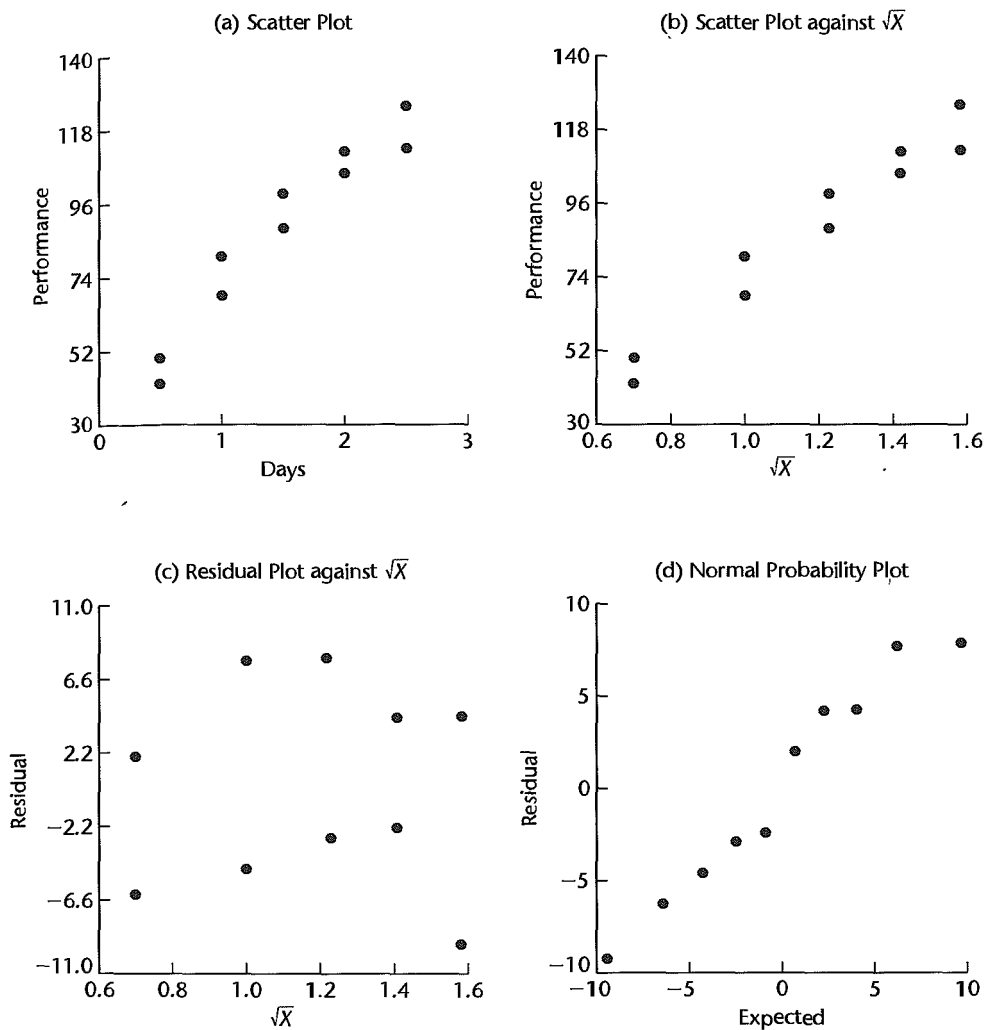 (a) Scatter Plot
140
118
96
74
52
30
Performance
0 1 2 3
Days
(b) Scatter Plot against √X
140
118
96
74
52
30
Performance
0.6 0.8 1.0 1.2 1.4 1.6
√X
(c) Residual Plot against √X
11.0
6.6
2.2
−2.2
−6.6
−11.0
Residual
0.6 0.8 1.0 1.2 1.4 1.6
√X
(d) Normal Probability Plot
10
5
0
−5
−10
Residual
−10 −5 0 5 10
Expected